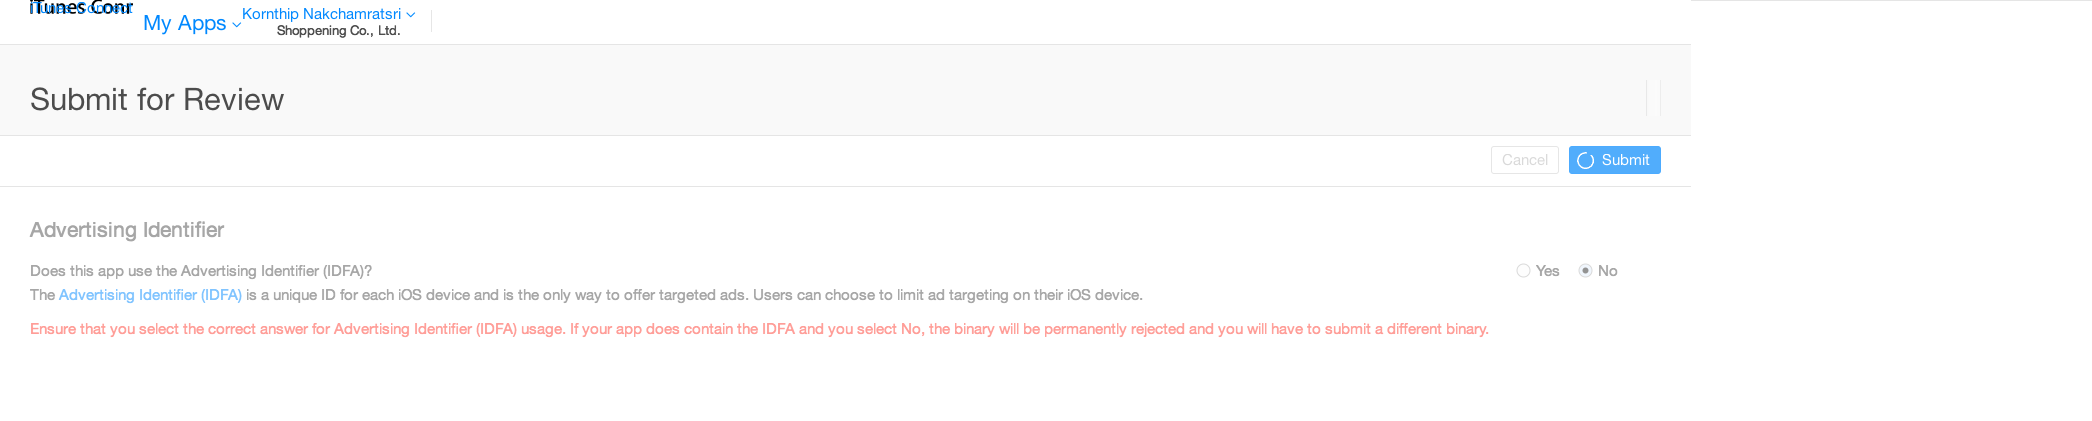 iTunes Connect
My Apps
Kornthip Nakchamratsri
Shoppening Co., Ltd.
Submit for Review
Cancel
Submit
Advertising Identifier
Does this app use the Advertising Identifier (IDFA)?
Yes
No
The Advertising Identifier (IDFA) is a unique ID for each iOS device and is the only way to offer targeted ads. Users can choose to limit ad targeting on their iOS device.
Ensure that you select the correct answer for Advertising Identifier (IDFA) usage. If your app does contain the IDFA and you select No, the binary will be permanently rejected and you will have to submit a different binary.